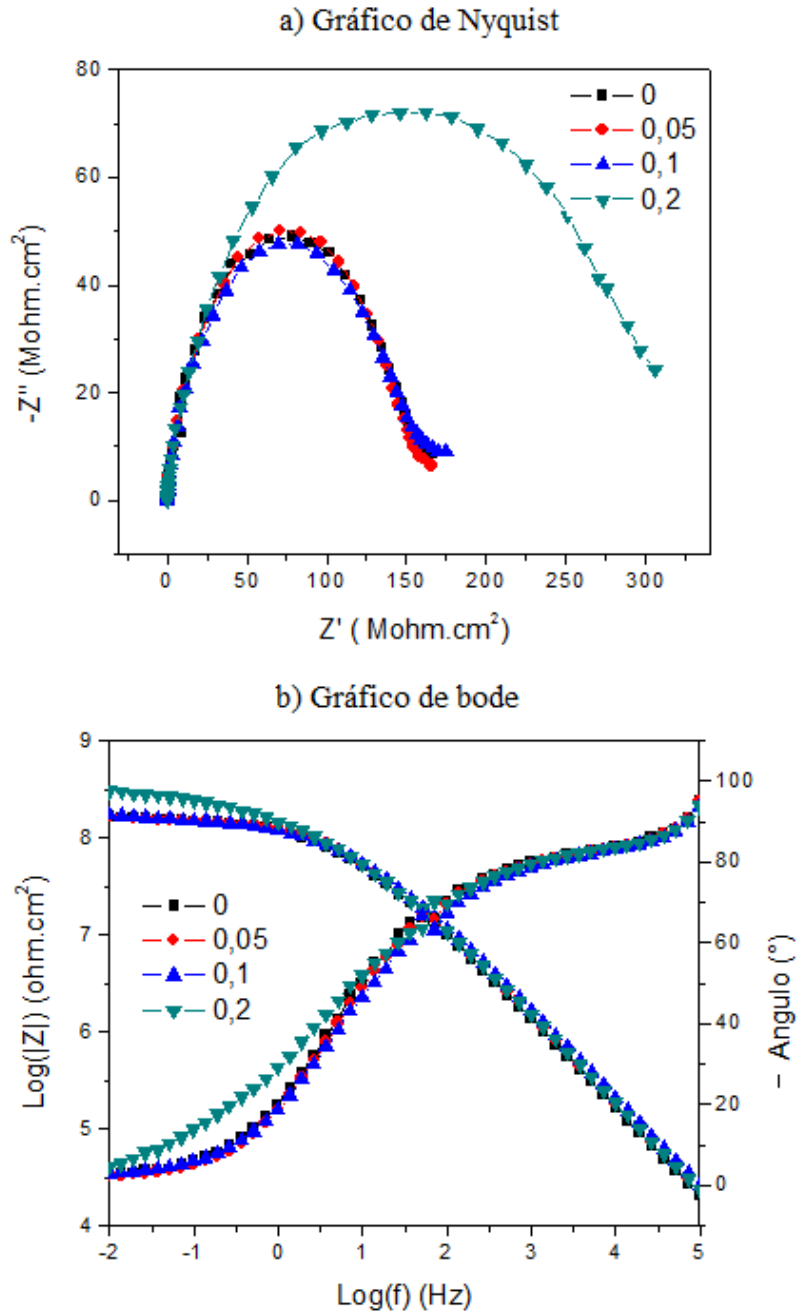 a) Gráfico de Nyquist
80
60
40
20
0
-Z'' (Mohm.cm²)
0
0,05
0,1
0,2
0 50 100 150 200 250 300
Z' ( Mohm.cm²)
b) Gráfico de bode
9
8
7
6
5
4
Log(|Z|) (ohm.cm²)
0
0,05
0,1
0,2
100
80
60
40
20
0
– Angulo (°)
-2 -1 0 1 2 3 4 5
Log(f) (Hz)